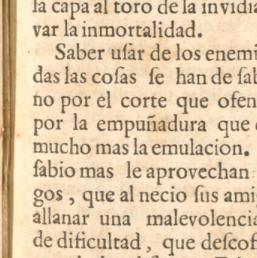 la capa al toro de la invidia
var la inmortalidad.
Saber uſar de los enemi
das las coſas ſe han de ſab
no por el corte que ofen
por la empuñadura que
mucho mas la emulacion.
ſabio mas le aprovechan
gos, que al necio ſus ami
allanar una malevolencia
de dificultad, que deſcof